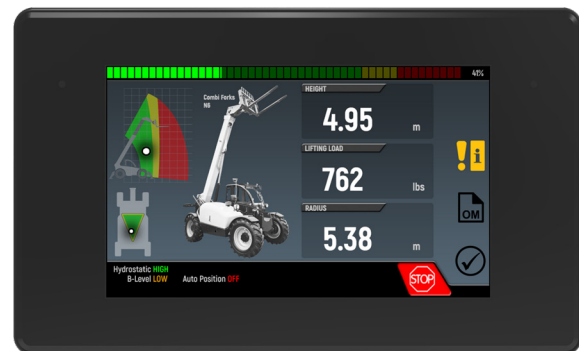 41%
Combi Forks
NB
HEIGHT
4.95 m
LIFTING LOAD
762 lbs
RADIUS
5.38 m
i
OM
Hydrostatic HIGH
B-Level LOW Auto Position OFF
STOP